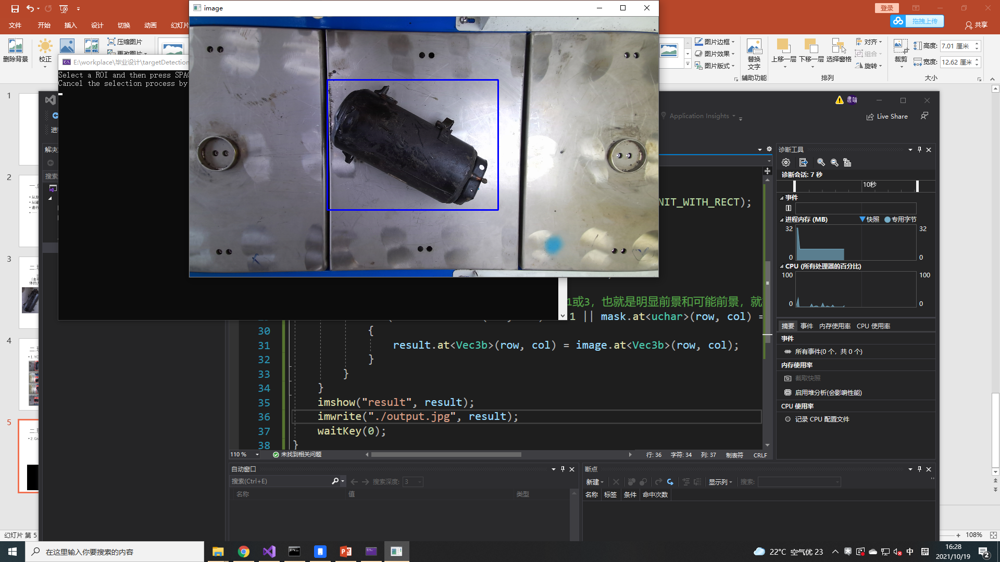 image
登录
文件
开始
插入
设计
切换
动画
幻灯片
拖拽上传
共享
删除背景
校正
压缩图片
更改图片
图片边框
图片效果
图片版式
替换
文字
辅助功能
上移一层
下移一层
选择窗格
对齐
组合
旋转
排列
裁剪
高度:
7.01 厘米
宽度:
12.62 厘米
大小
E:\workplace\毕业设计\targetDetection
Select a ROI and then press SPAC
Cancel the selection process by
1
2
3
4
5
Application Insights
Live Share
NIT_WITH_RECT);
1或3，也就是明显前景和可能前景，就
1 || mask.at<uchar>(row, col) =
30 {
31 result.at<Vec3b>(row, col) = image.at<Vec3b>(row, col);
32 }
33 }
34 }
35 imshow("result", result);
36 imwrite("./output.jpg", result);
37 waitKey(0);
38 }
110 %
未找到相关问题
行: 36
字符: 34
列: 37
制表符
CRLF
诊断工具
诊断会话: 7 秒
10秒
事件
进程内存 (MB)
快照
专用字节
32
32
0
0
CPU (所有处理器的百分比)
100
100
0
0
摘要
事件
内存使用率
CPU 使用率
事件
所有事件(0 个，共 0 个)
内存使用率
截取快照
启用堆分析(会影响性能)
CPU 使用率
记录 CPU 配置文件
自动窗口
搜索(Ctrl+E)
搜索深度:
3
名称
值
类型
断点
新建
显示列
搜索:
名称
标签
条件
命中次数
幻灯片 第 5
108%
在这里输入你要搜索的内容
22°C 空气优 23
中
拼
16:28
2021/10/19
2